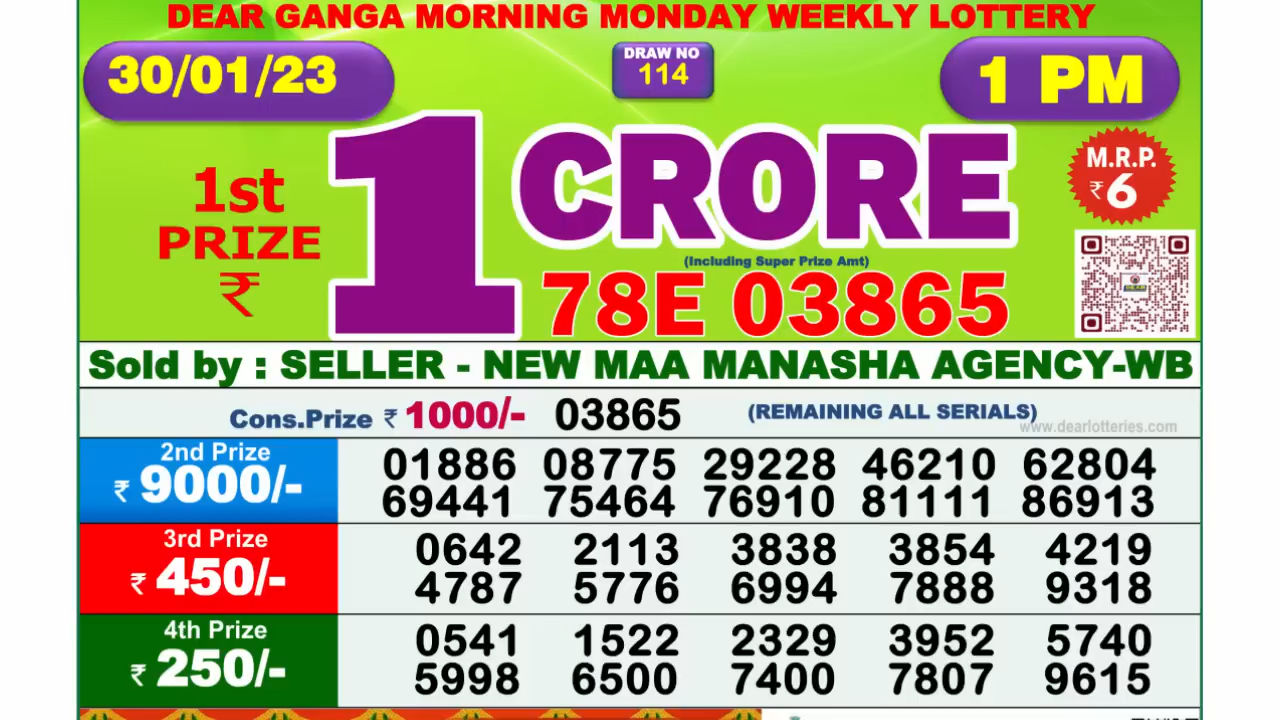 DEAR GANGA MORNING MONDAY WEEKLY LOTTERY
30/01/23
DRAW NO
114
1 PM
1st
PRIZE
₹
1 CRORE
(Including Super Prize Amt)
78E 03865
M.R.P.
₹6
Sold by : SELLER - NEW MAA MANASHA AGENCY-WB
Cons.Prize ₹ 1000/- 03865 (REMAINING ALL SERIALS)
www.dearlotteries.com
2nd Prize
₹ 9000/-
01886 08775 29228 46210 62804
69441 75464 76910 81111 86913
3rd Prize
₹ 450/-
0642 2113 3838 3854 4219
4787 5776 6994 7888 9318
4th Prize
₹ 250/-
0541 1522 2329 3952 5740
5998 6500 7400 7807 9615